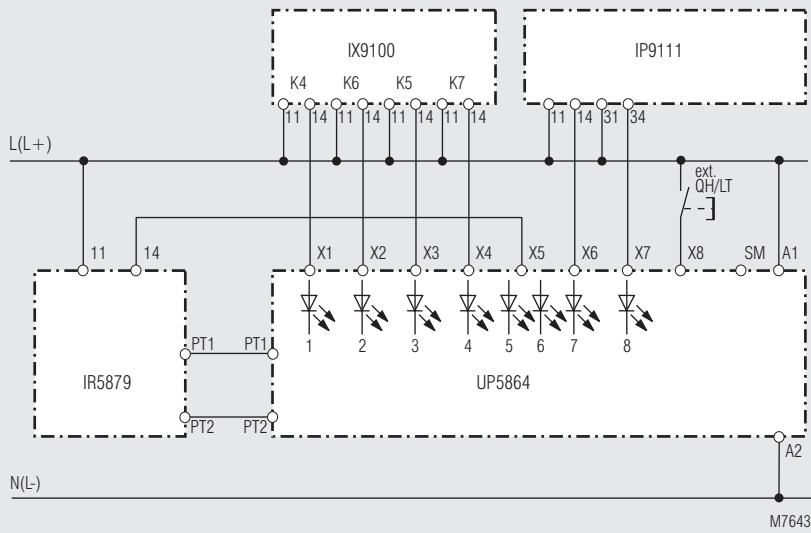 IX9100
IP9111
K4 K6 K5 K7
11 14 11 14 11 14 11 14
11 14 31 34
L(L+)
ext.
QH/LT
11 14
X1 X2 X3 X4 X5 X6 X7 X8 SM A1
1 2 3 4 5 6 7 8
PT1 PT1
IR5879
UP5864
PT2 PT2
A2
N(L-)
M7643